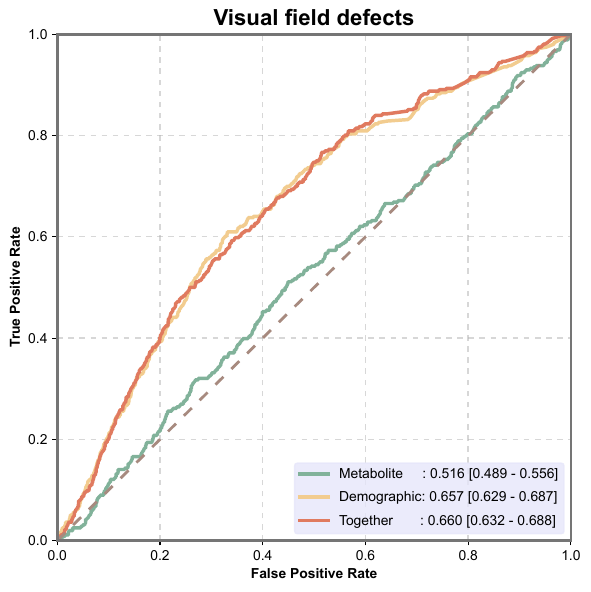 Visual field defects
True Positive Rate
1.0
0.8
0.6
0.4
0.2
0.0
Metabolite : 0.516 [0.489 - 0.556]
Demographic: 0.657 [0.629 - 0.687]
Together : 0.660 [0.632 - 0.688]
0.0 0.2 0.4 0.6 0.8 1.0
False Positive Rate